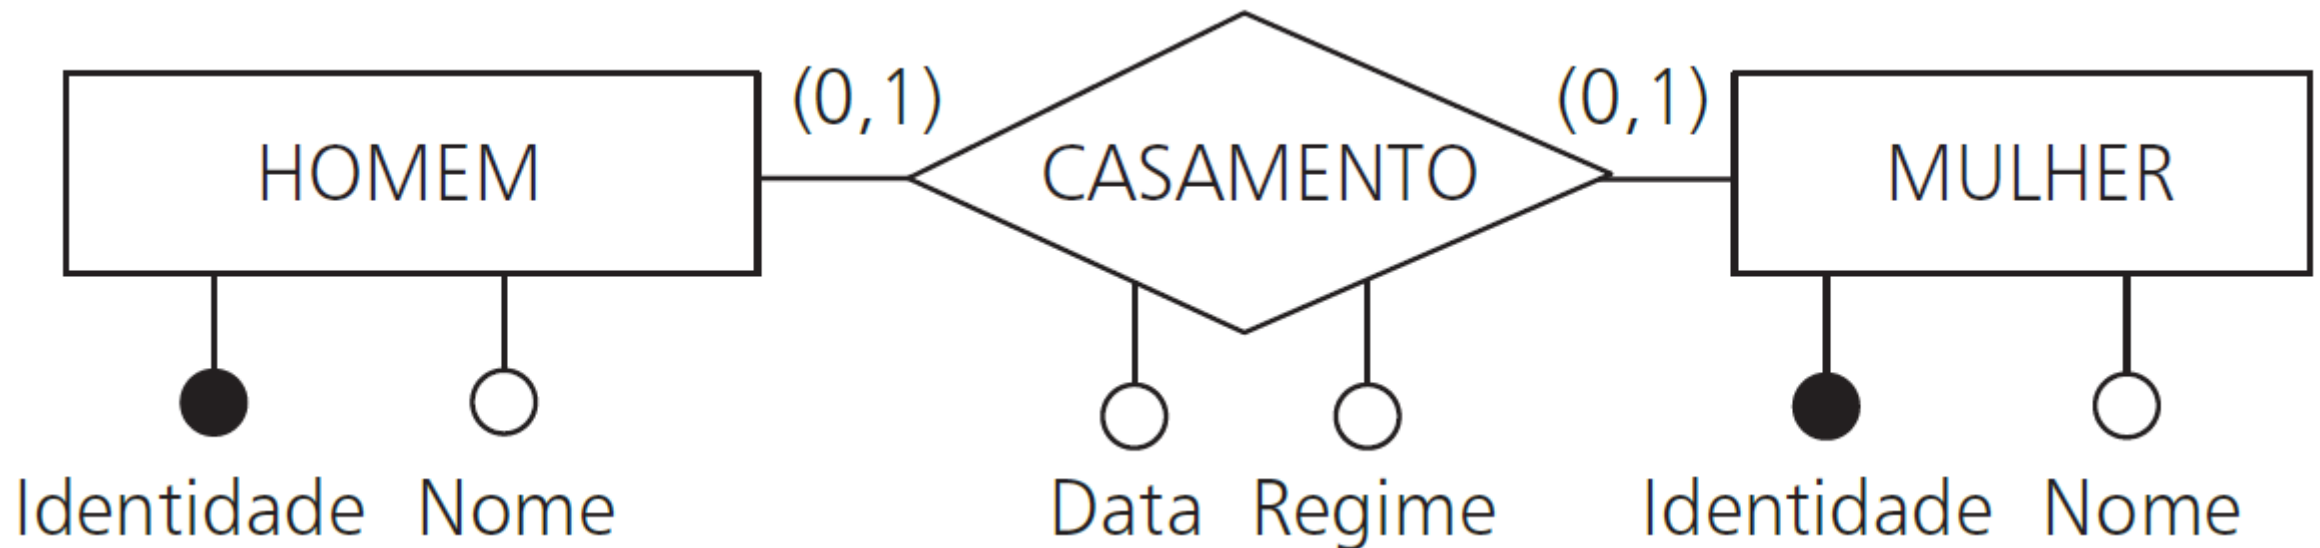 (0,1) (0,1)
HOMEM CASAMENTO MULHER
Identidade Nome Data Regime Identidade Nome